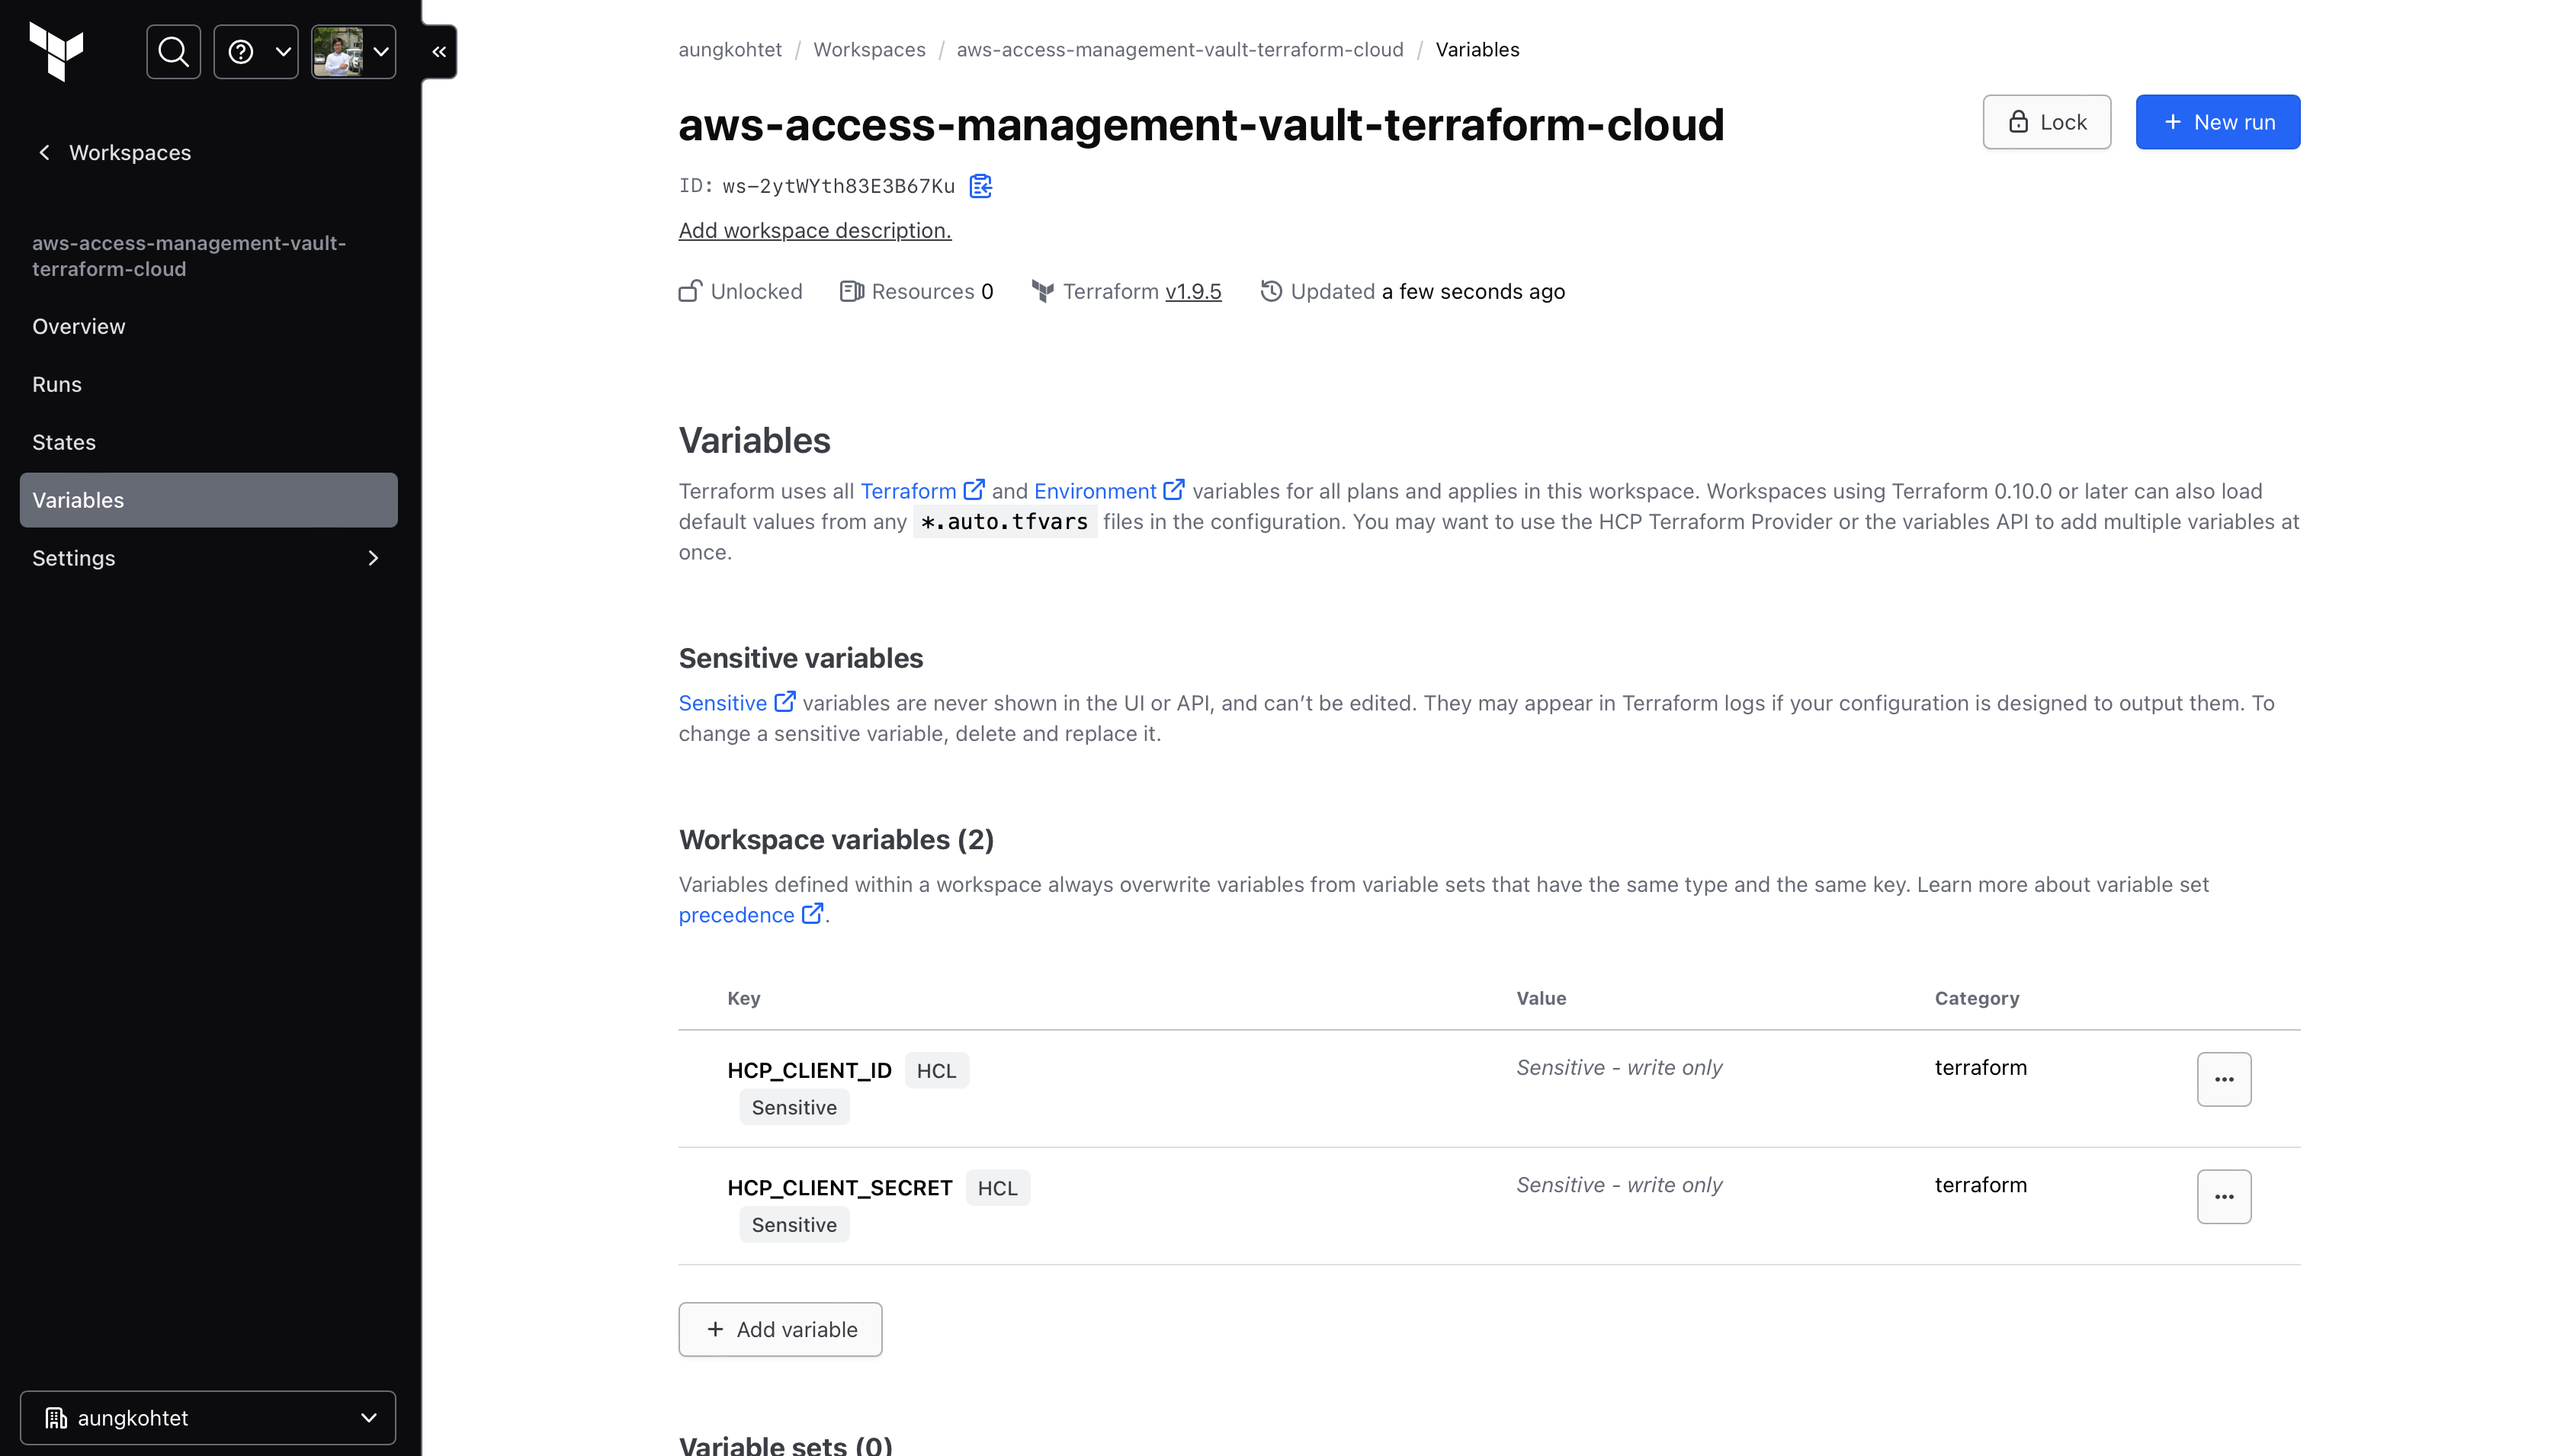 Workspaces
aws-access-management-vault-
terraform-cloud
Overview
Runs
States
Variables
Settings
aungkohtet
aungkohtet / Workspaces / aws-access-management-vault-terraform-cloud / Variables
aws-access-management-vault-terraform-cloud
Lock
+ New run
ID: ws-2ytWYth83E3B67Ku
Add workspace description.
Unlocked Resources 0 Terraform v1.9.5 Updated a few seconds ago
Variables
Terraform uses all Terraform and Environment variables for all plans and applies in this workspace. Workspaces using Terraform 0.10.0 or later can also load
default values from any *.auto.tfvars files in the configuration. You may want to use the HCP Terraform Provider or the variables API to add multiple variables at
once.
Sensitive variables
Sensitive variables are never shown in the UI or API, and can’t be edited. They may appear in Terraform logs if your configuration is designed to output them. To
change a sensitive variable, delete and replace it.
Workspace variables (2)
Variables defined within a workspace always overwrite variables from variable sets that have the same type and the same key. Learn more about variable set
precedence .
Key Value Category
HCP_CLIENT_ID HCL Sensitive - write only terraform
Sensitive
HCP_CLIENT_SECRET HCL Sensitive - write only terraform
Sensitive
+ Add variable
Variable sets (0)